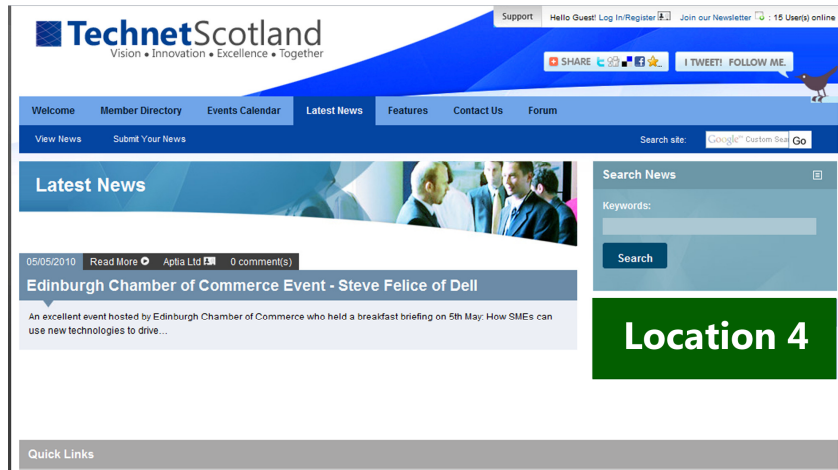 Support
Hello Guest! Log In/Register
Join our Newsletter : 15 User(s) online
TechnetScotland
Vision • Innovation • Excellence • Together
SHARE
I TWEET! FOLLOW ME.
Welcome Member Directory Events Calendar Latest News Features Contact Us Forum
View News Submit Your News
Search site: Google™ Custom Sea Go
Latest News
Search News
Keywords:
Search
05/05/2010 Read More Aptia Ltd 0 comment(s)
Edinburgh Chamber of Commerce Event - Steve Felice of Dell
An excellent event hosted by Edinburgh Chamber of Commerce who held a breakfast briefing on 5th May: How SMEs can
use new technologies to drive…
Location 4
Quick Links